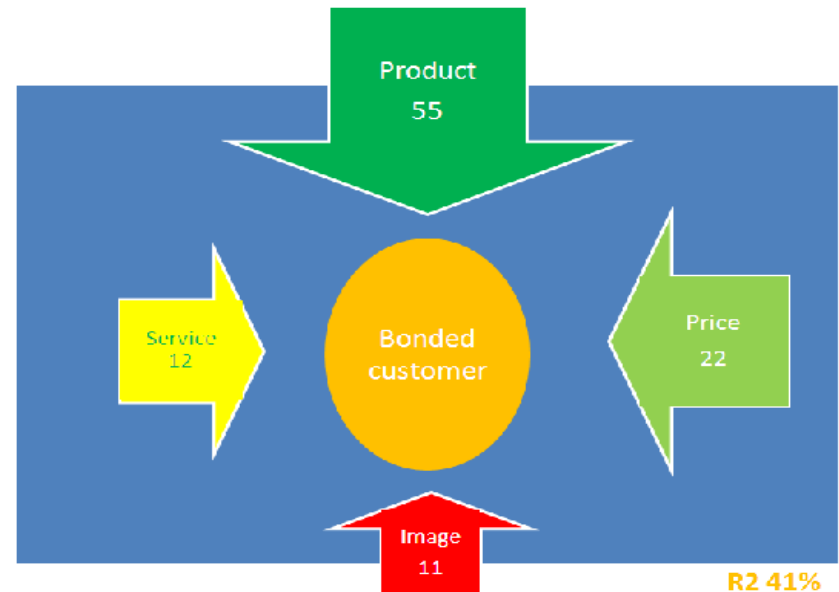 Product
55
Service
12
Bonded
customer
Price
22
Image
11
R2 41%